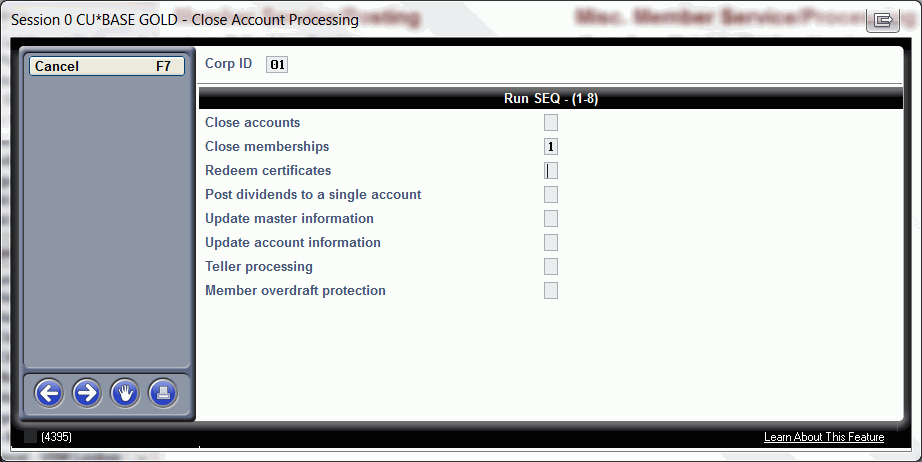 Session 0 CU*BASE GOLD - Close Account Processing
Cancel F7
Corp ID 01
Run SEQ - (1-8)
Close accounts
Close memberships 1
Redeem certificates
Post dividends to a single account
Update master information
Update account information
Teller processing
Member overdraft protection
(4395)
Learn About This Feature